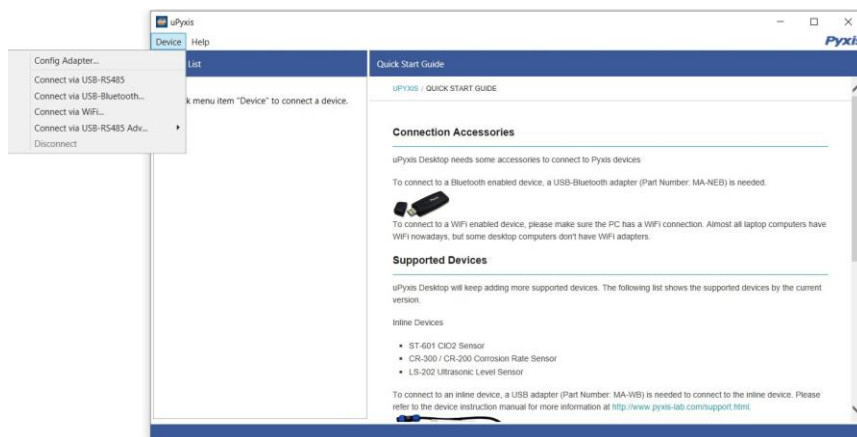 uPyxis
Device Help
Pyxis
Config Adapter...
Connect via USB-RS485
Connect via USB-Bluetooth...
Connect via WiFi...
Connect via USB-RS485 Adv...
Disconnect
List
menu item "Device" to connect a device.
Quick Start Guide
UPYXIS / QUICK START GUIDE
Connection Accessories
uPyxis Desktop needs some accessories to connect to Pyxis devices
To connect to a Bluetooth enabled device, a USB-Bluetooth adapter (Part Number: MA-NEB) is needed.
To connect to a WiFi enabled device, please make sure the PC has a WiFi connection. Almost all laptop computers have
WiFi nowadays, but some desktop computers don't have WiFi adapters.
Supported Devices
uPyxis Desktop will keep adding more supported devices. The following list shows the supported devices by the current
version.
Inline Devices
ST-601 ClO2 Sensor
CR-300 / CR-200 Corrosion Rate Sensor
LS-202 Ultrasonic Level Sensor
To connect to an inline device, a USB adapter (Part Number: MA-WB) is needed to connect to the inline device. Please
refer to the device instruction manual for more information at http://www.pyxis-lab.com/support.html.